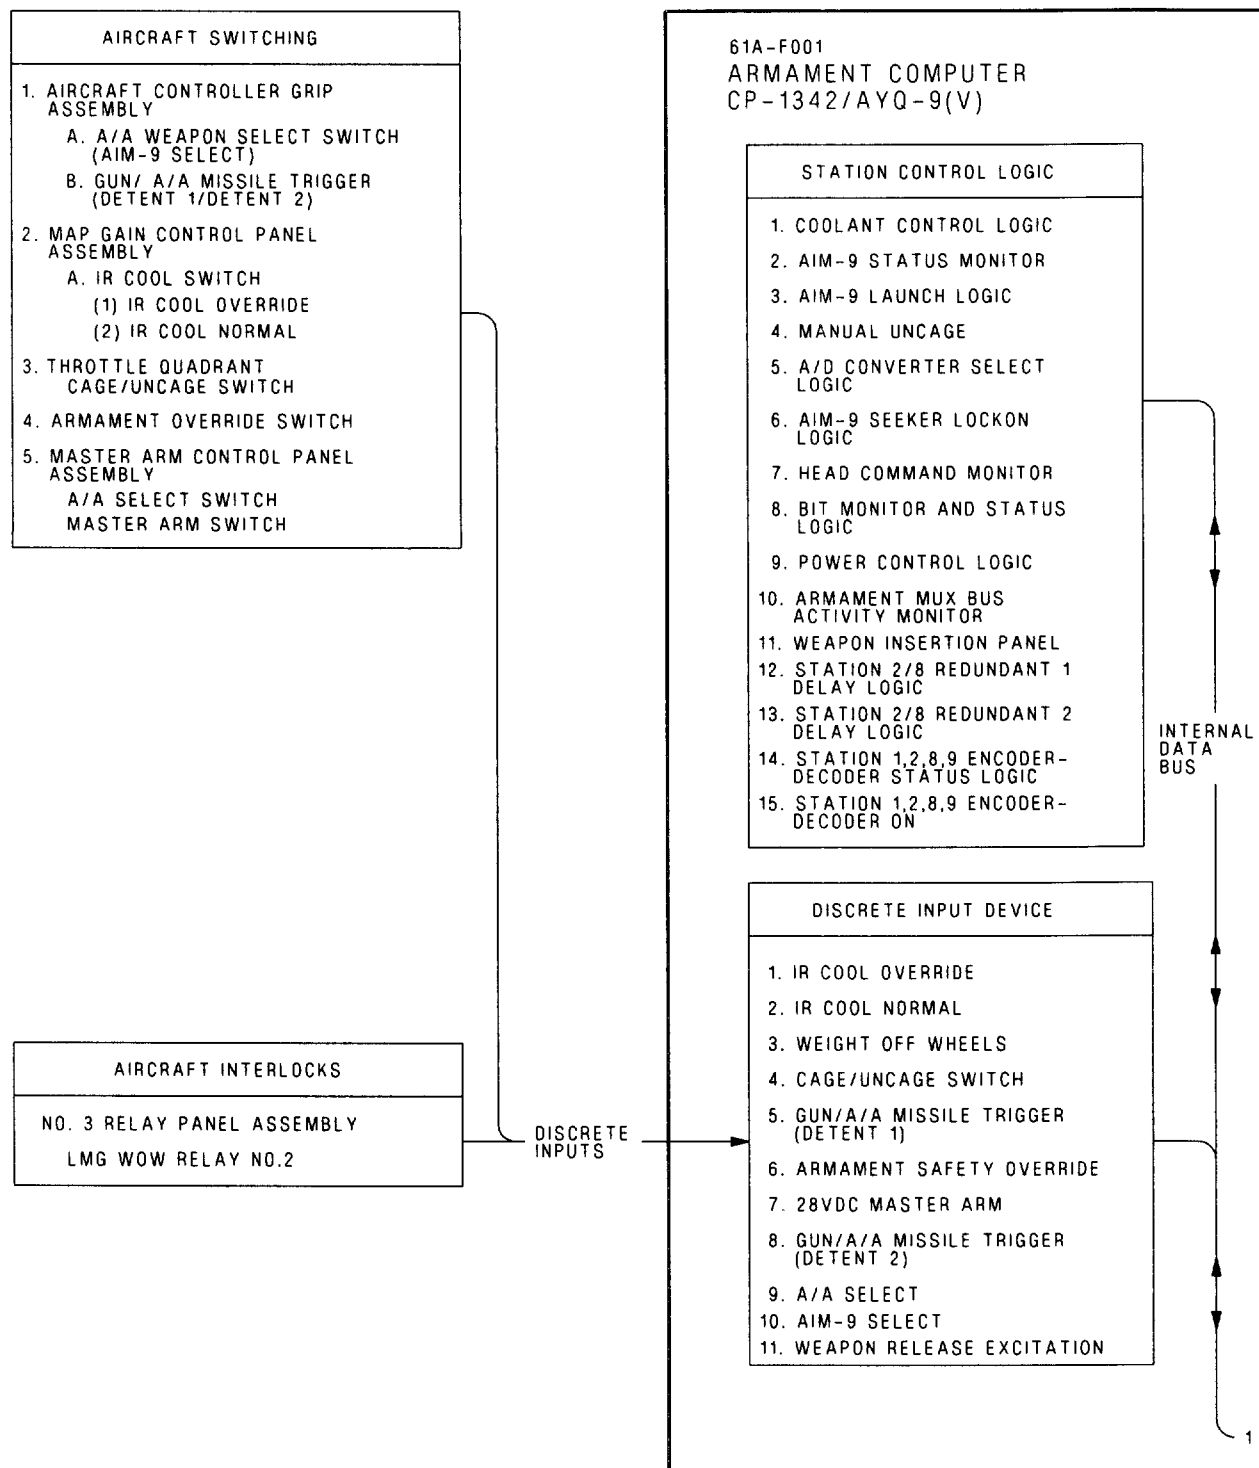 AIRCRAFT SWITCHING
1. AIRCRAFT CONTROLLER GRIP
ASSEMBLY
A. A/A WEAPON SELECT SWITCH
(AIM-9 SELECT)
B. GUN/ A/A MISSILE TRIGGER
(DETENT 1/DETENT 2)
2. MAP GAIN CONTROL PANEL
ASSEMBLY
A. IR COOL SWITCH
(1) IR COOL OVERRIDE
(2) IR COOL NORMAL
3. THROTTLE QUADRANT
CAGE/UNCAGE SWITCH
4. ARMAMENT OVERRIDE SWITCH
5. MASTER ARM CONTROL PANEL
ASSEMBLY
A/A SELECT SWITCH
MASTER ARM SWITCH
AIRCRAFT INTERLOCKS
NO. 3 RELAY PANEL ASSEMBLY
LMG WOW RELAY NO.2
DISCRETE
INPUTS
61A-F001
ARMAMENT COMPUTER
CP-1342/AYQ-9(V)
STATION CONTROL LOGIC
1. COOLANT CONTROL LOGIC
2. AIM-9 STATUS MONITOR
3. AIM-9 LAUNCH LOGIC
4. MANUAL UNCAGE
5. A/D CONVERTER SELECT
LOGIC
6. AIM-9 SEEKER LOCKON
LOGIC
7. HEAD COMMAND MONITOR
8. BIT MONITOR AND STATUS
LOGIC
9. POWER CONTROL LOGIC
10. ARMAMENT MUX BUS
ACTIVITY MONITOR
11. WEAPON INSERTION PANEL
12. STATION 2/8 REDUNDANT 1
DELAY LOGIC
13. STATION 2/8 REDUNDANT 2
DELAY LOGIC
14. STATION 1,2,8,9 ENCODER-
DECODER STATUS LOGIC
15. STATION 1,2,8,9 ENCODER-
DECODER ON
INTERNAL
DATA
BUS
DISCRETE INPUT DEVICE
1. IR COOL OVERRIDE
2. IR COOL NORMAL
3. WEIGHT OFF WHEELS
4. CAGE/UNCAGE SWITCH
5. GUN/A/A MISSILE TRIGGER
(DETENT 1)
6. ARMAMENT SAFETY OVERRIDE
7. 28VDC MASTER ARM
8. GUN/A/A MISSILE TRIGGER
(DETENT 2)
9. A/A SELECT
10. AIM-9 SELECT
11. WEAPON RELEASE EXCITATION
1